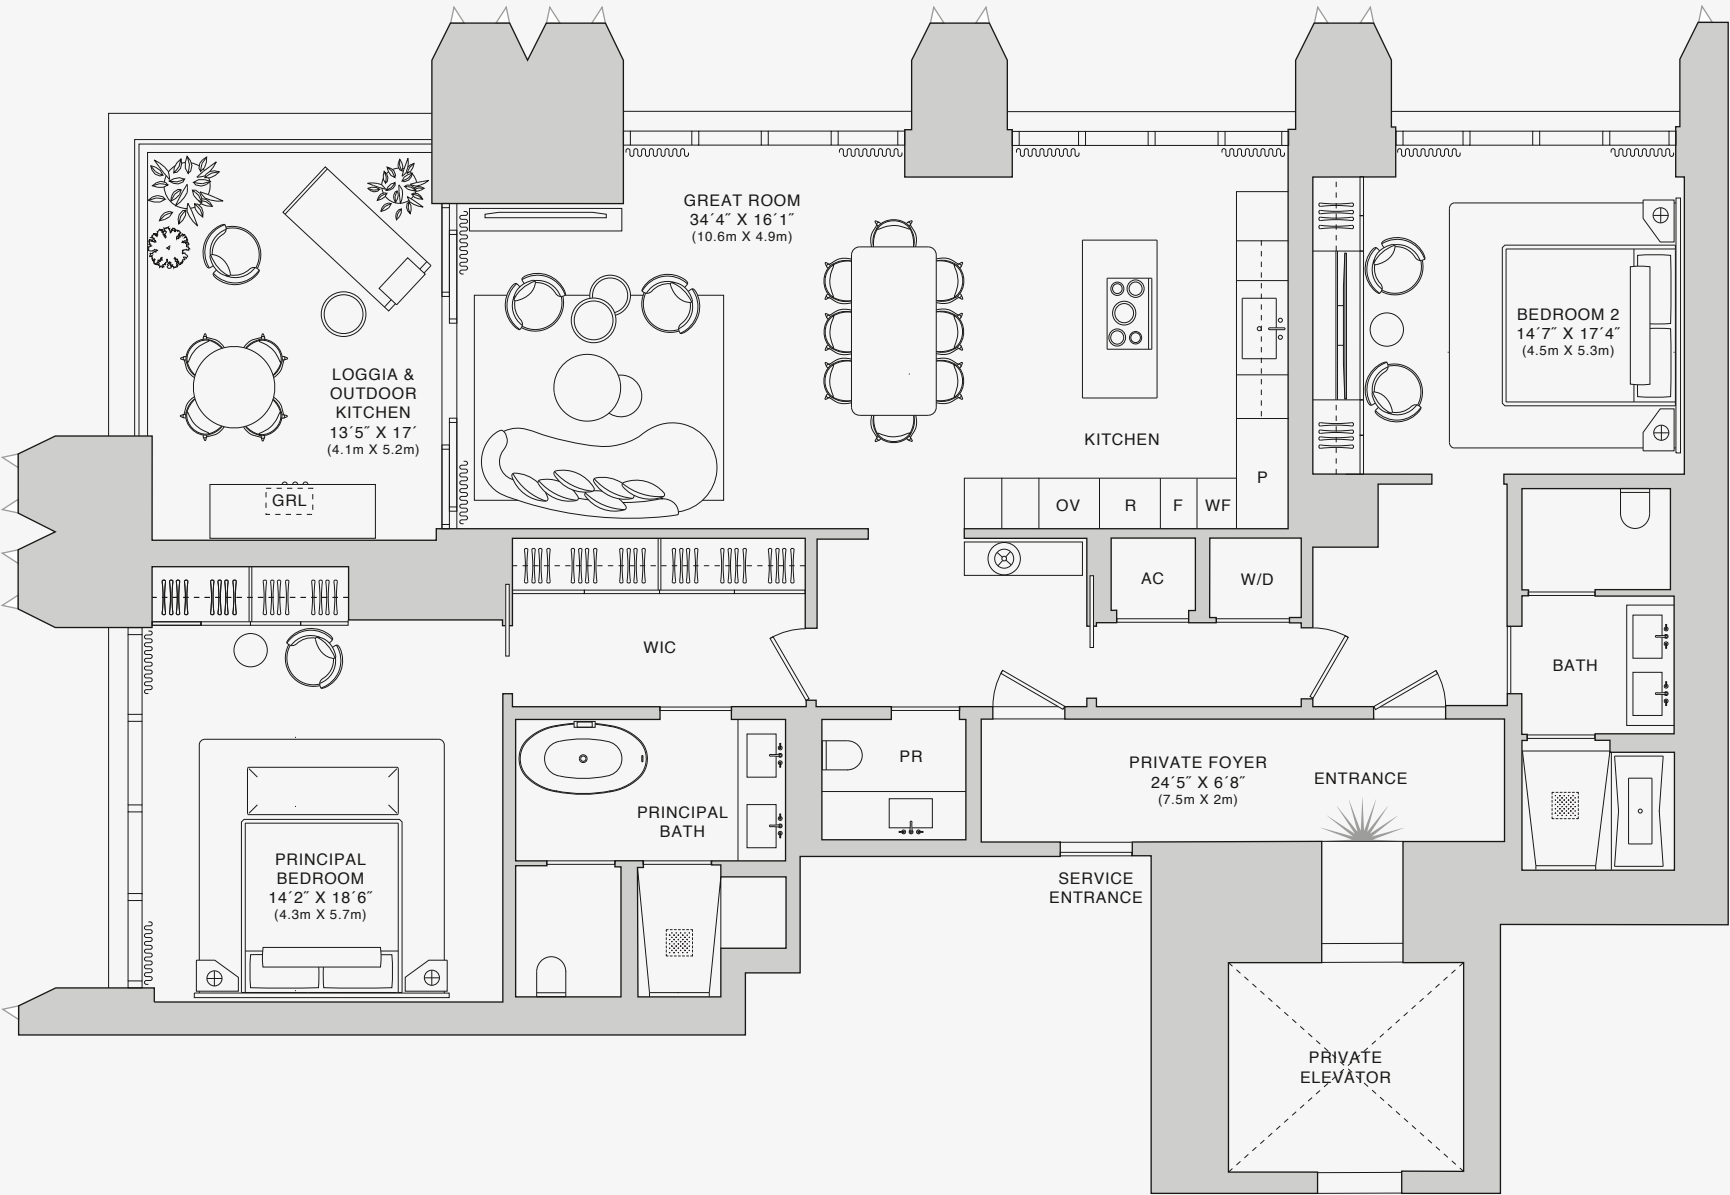 GREAT ROOM
34´4˝ X 16´1˝
(10.6m X 4.9m)
LOGGIA &
OUTDOOR
KITCHEN
13´5˝ X 17´
(4.1m X 5.2m)
GRL
KITCHEN
OV
R
F
WF
P
BEDROOM 2
14´7˝ X 17´4˝
(4.5m X 5.3m)
AC
W/D
WIC
BATH
PR
PRIVATE FOYER
24´5˝ X 6´8˝
(7.5m X 2m)
ENTRANCE
PRINCIPAL
BATH
PRINCIPAL
BEDROOM
14´2˝ X 18´6˝
(4.3m X 5.7m)
SERVICE
ENTRANCE
PRIVATE
ELEVATOR